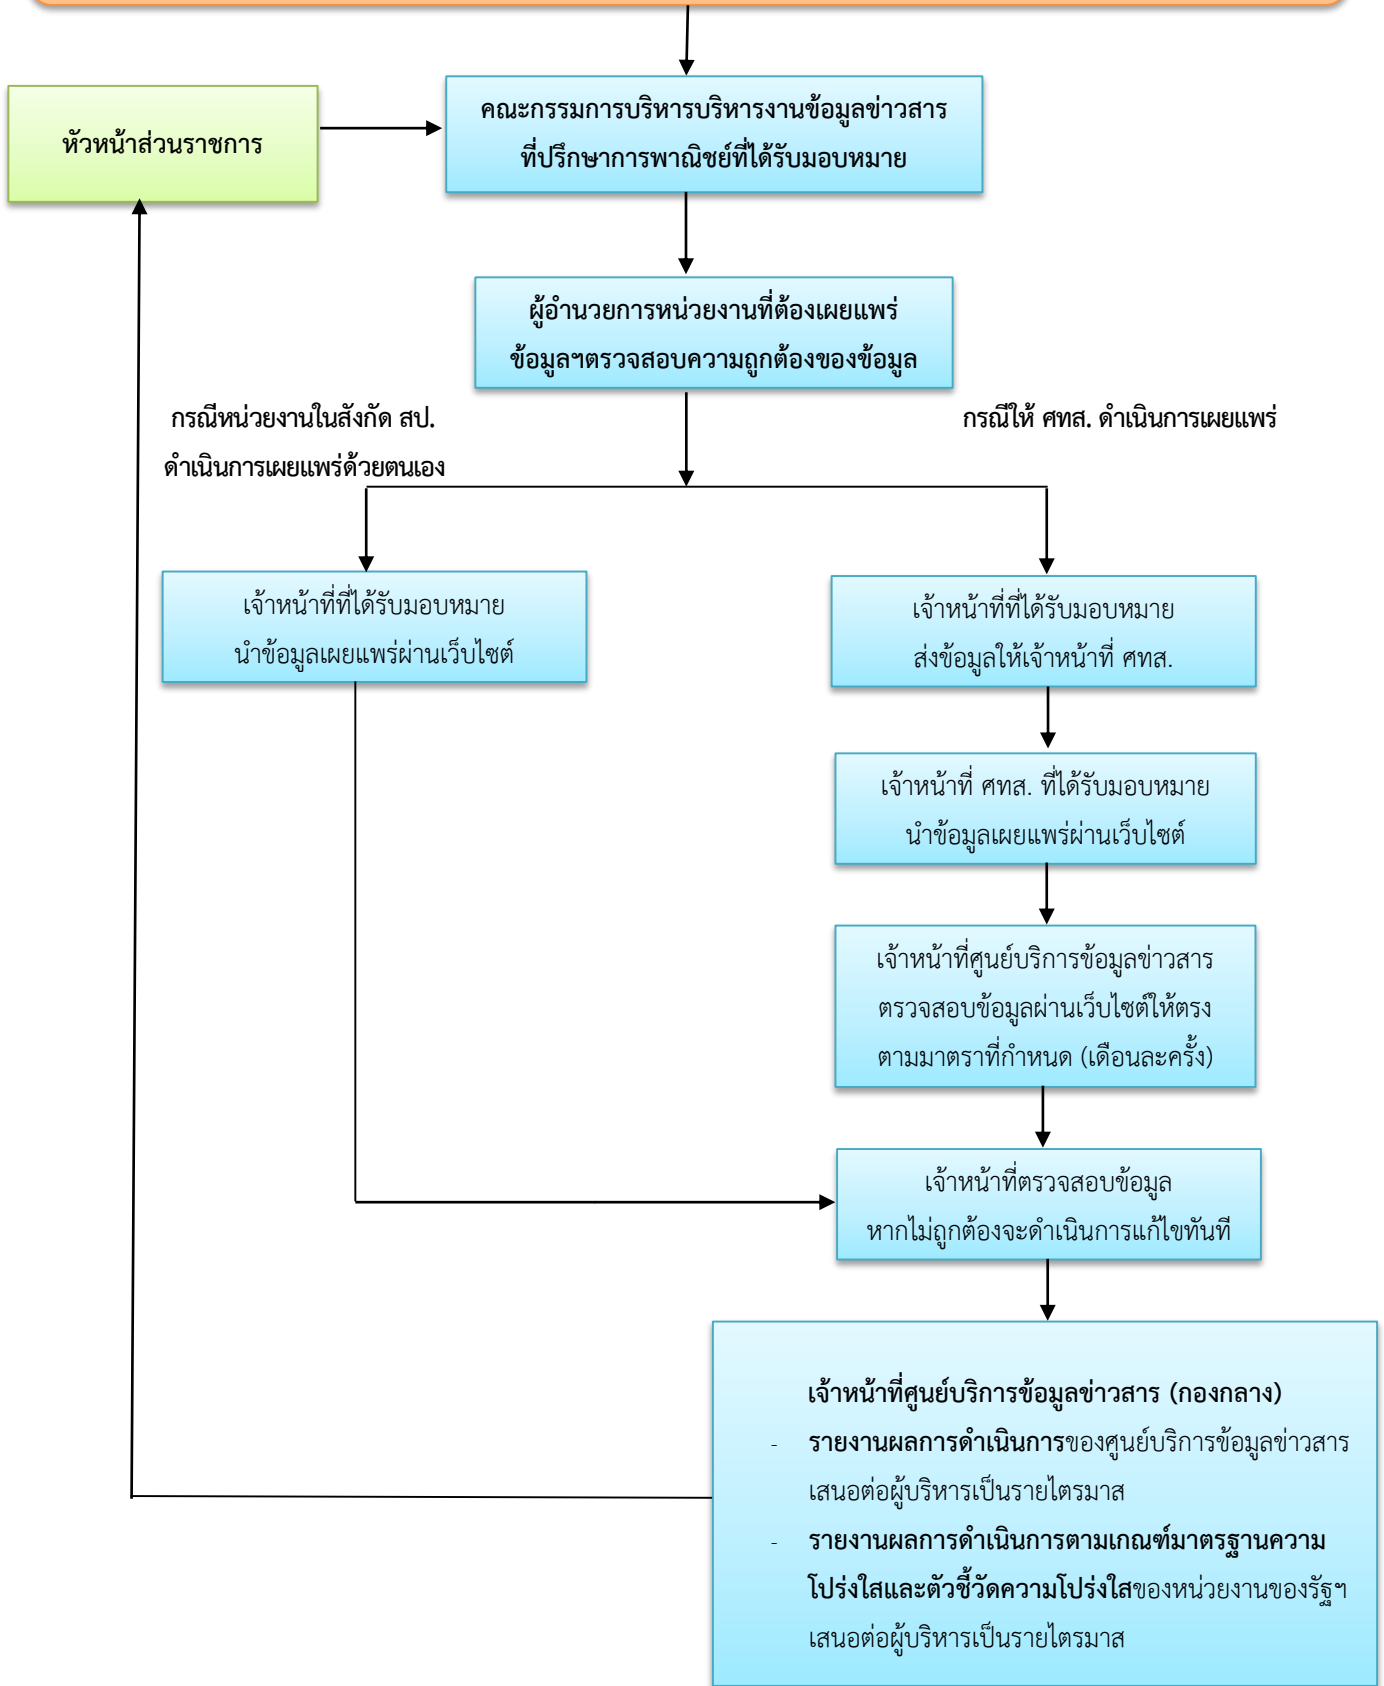 คณะกรรมการบริหารบริหารงานข้อมูลข่าวสาร
ที่ปรึกษาการพาณิชย์ที่ได้รับมอบหมาย
หัวหน้าส่วนราชการ
ผู้อำนวยการหน่วยงานที่ต้องเผยแพร่
ข้อมูลฯตรวจสอบความถูกต้องของข้อมูล
กรณีหน่วยงานในสังกัด สป.
ดำเนินการเผยแพร่ด้วยตนเอง
กรณีให้ ศทส. ดำเนินการเผยแพร่
เจ้าหน้าที่ที่ได้รับมอบหมาย
นำข้อมูลเผยแพร่ผ่านเว็บไซต์
เจ้าหน้าที่ที่ได้รับมอบหมาย
ส่งข้อมูลให้เจ้าหน้าที่ ศทส.
เจ้าหน้าที่ ศทส. ที่ได้รับมอบหมาย
นำข้อมูลเผยแพร่ผ่านเว็บไซต์
เจ้าหน้าที่ศูนย์บริการข้อมูลข่าวสาร
ตรวจสอบข้อมูลผ่านเว็บไซต์ให้ตรง
ตามมาตราที่กำหนด (เดือนละครั้ง)
เจ้าหน้าที่ตรวจสอบข้อมูล
หากไม่ถูกต้องจะดำเนินการแก้ไขทันที
เจ้าหน้าที่ศูนย์บริการข้อมูลข่าวสาร (กองกลาง)
- รายงานผลการดำเนินการของศูนย์บริการข้อมูลข่าวสาร
เสนอต่อผู้บริหารเป็นรายไตรมาส
- รายงานผลการดำเนินการตามเกณฑ์มาตรฐานความ
โปร่งใสและตัวชี้วัดความโปร่งใสของหน่วยงานของรัฐฯ
เสนอต่อผู้บริหารเป็นรายไตรมาส